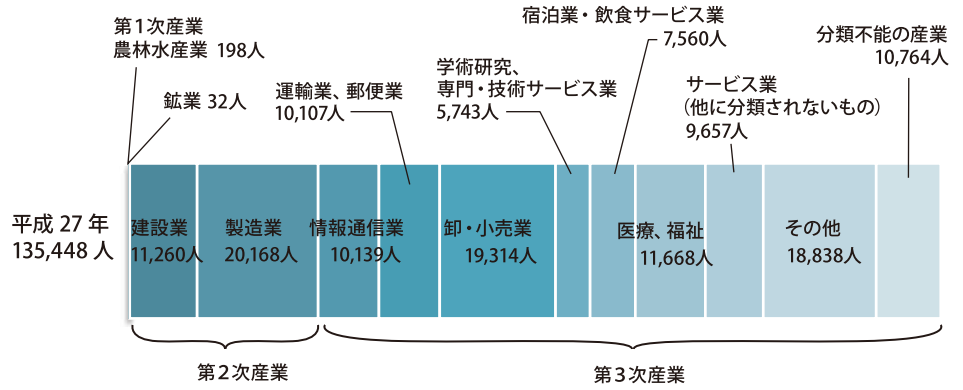 第1次産業
農林水産業 198人
鉱業 32人
運輸業、郵便業
10,107人
学術研究、
専門・技術サービス業
5,743人
宿泊業・飲食サービス業
7,560人
サービス業
(他に分類されないもの)
9,657人
分類不能の産業
10,764人
平成 27 年
135,448 人
建設業
11,260人
製造業
20,168人
情報通信業
10,139人
卸・小売業
19,314人
医療、福祉
11,668人
その他
18,838人
第2次産業
第3次産業